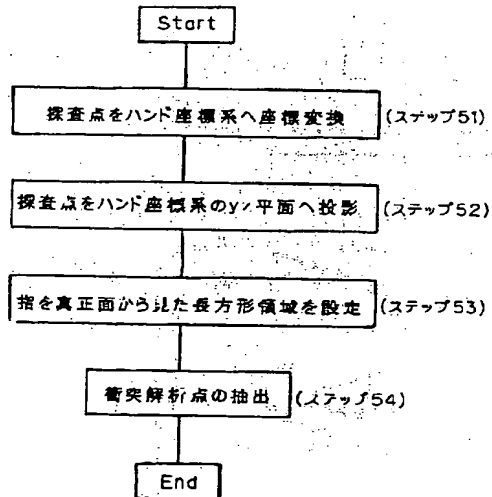 Start
探査点をハンド座標系へ座標変換 (ステップ51)
探査点をハンド座標系のyz平面へ投影 (ステップ52)
指を真正面から見た長方形領域を設定 (ステップ53)
衝突解析点の抽出 (ステップ54)
End